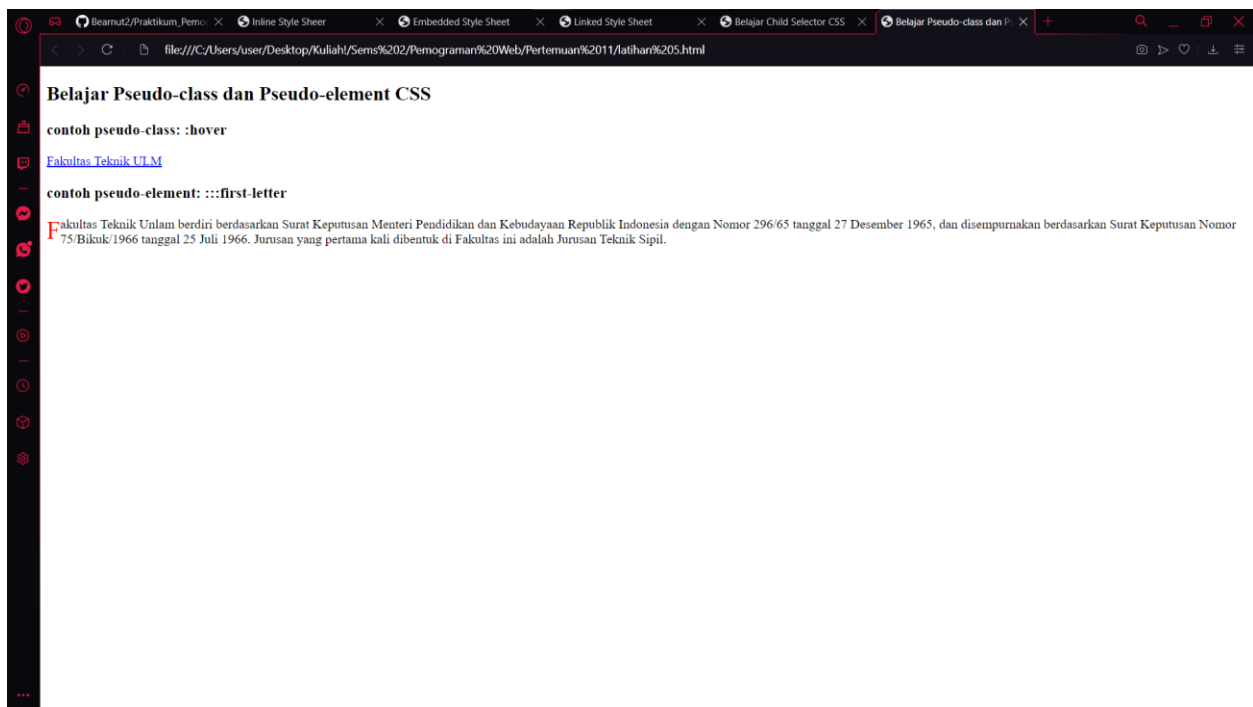 Bearnut2/Praktikum_Pemo
Inline Style Sheer
Embedded Style Sheet
Linked Style Sheet
Belajar Child Selector CSS
Belajar Pseudo-class dan P
file:///C:/Users/user/Desktop/Kuliah!/Sems%202/Pemograman%20Web/Pertemuan%2011/latihan%205.html
Belajar Pseudo-class dan Pseudo-element CSS
contoh pseudo-class: :hover
Fakultas Teknik ULM
contoh pseudo-element: :::first-letter
Fakultas Teknik Unlam berdiri berdasarkan Surat Keputusan Menteri Pendidikan dan Kebudayaan Republik Indonesia dengan Nomor 296/65 tanggal 27 Desember 1965, dan disempurnakan berdasarkan Surat Keputusan Nomor
75/Bikuk/1966 tanggal 25 Juli 1966. Jurusan yang pertama kali dibentuk di Fakultas ini adalah Jurusan Teknik Sipil.